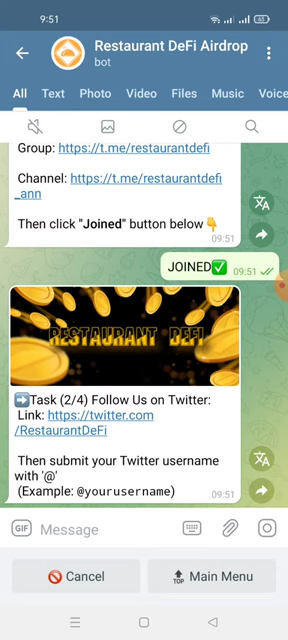 9:51
63
Restaurant DeFi Airdrop
bot
All Text Photo Video Files Music Voice
Group: https://t.me/restaurantdefi
Channel: https://t.me/restaurantdefi
_ann
Then click "Joined" button below👇
09:51
JOINED✅ 09:51
RESTAURANT DEFI
➡️Task (2/4) Follow Us on Twitter:
Link: https://twitter.com
/RestaurantDeFi
Then submit your Twitter username
with '@'
(Example: @yourusername)
09:51
GIF Message
🚫 Cancel
TOP Main Menu